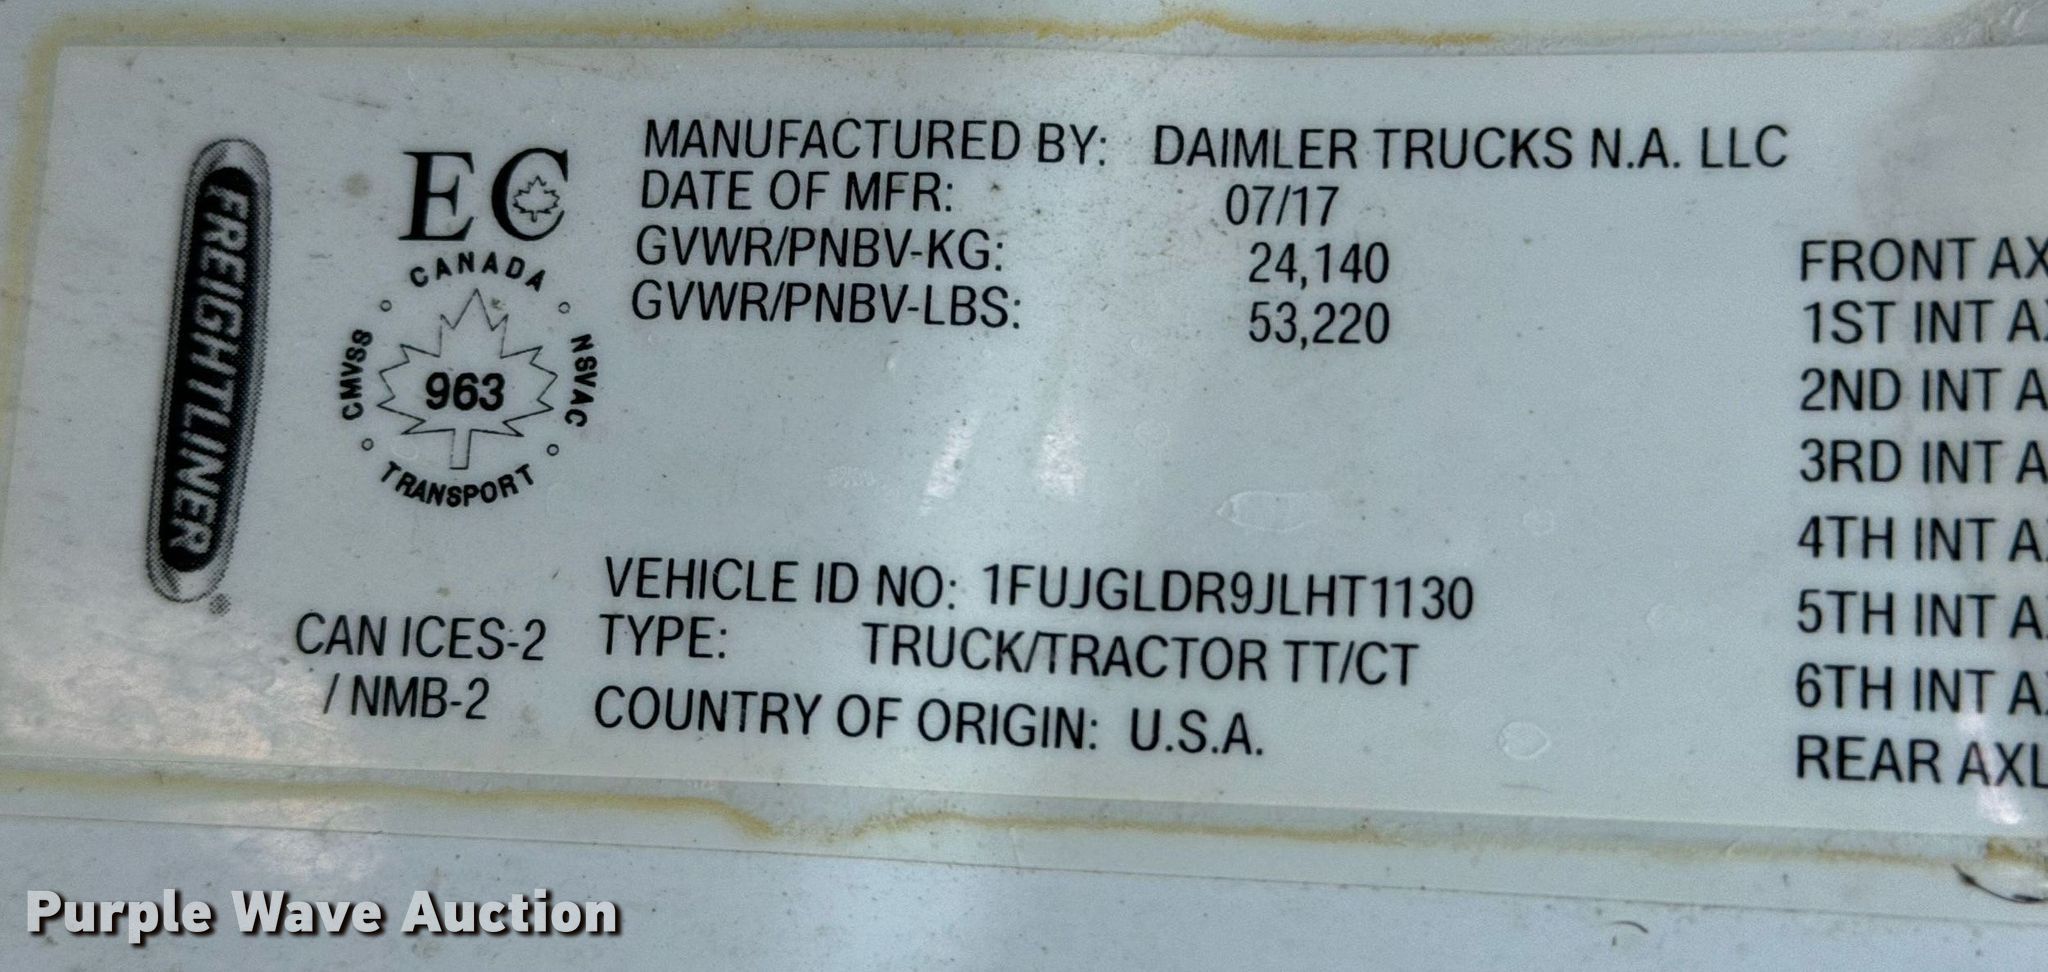 FREIGHTLINER
EC
CANADA
CMVSS
NSVAC
963
TRANSPORT
CAN ICES-2
/ NMB-2
MANUFACTURED BY: DAIMLER TRUCKS N.A. LLC
DATE OF MFR: 07/17
GVWR/PNBV-KG: 24,140
GVWR/PNBV-LBS: 53,220
VEHICLE ID NO: 1FUJGLDR9JLHT1130
TYPE: TRUCK/TRACTOR TT/CT
COUNTRY OF ORIGIN: U.S.A.
FRONT AX
1ST INT A
2ND INT A
3RD INT A
4TH INT A
5TH INT A
6TH INT A
REAR AXL
Purple Wave Auction